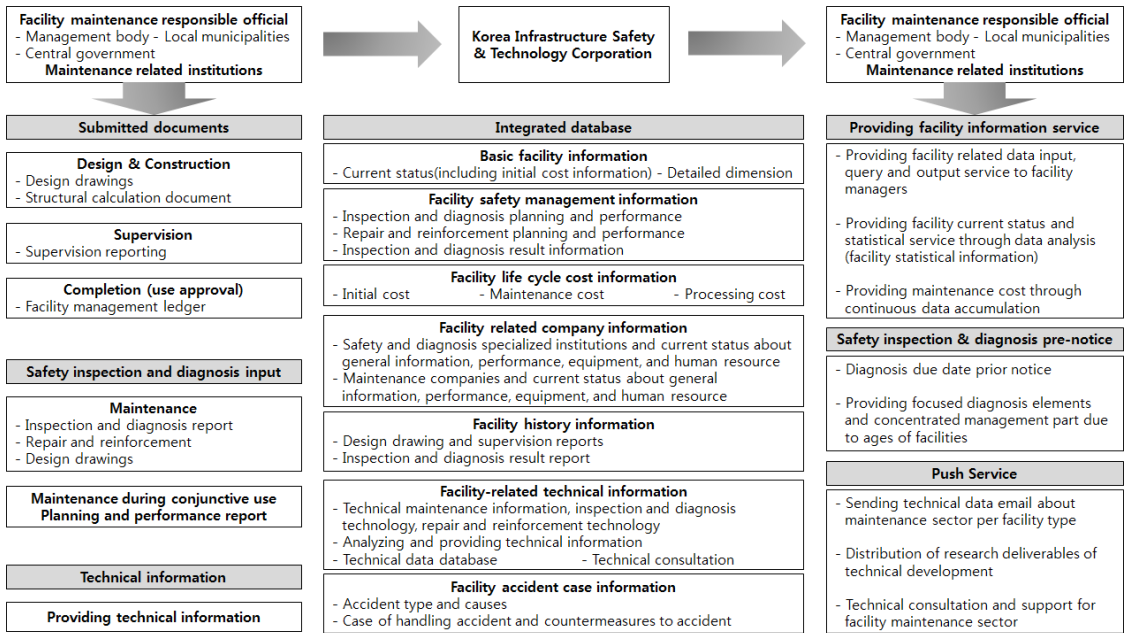 Facility maintenance responsible official
- Management body - Local municipalities
- Central government
Maintenance related institutions
Korea Infrastructure Safety
& Technology Corporation
Facility maintenance responsible official
- Management body - Local municipalities
- Central government
Maintenance related institutions
Submitted documents
Design & Construction
- Design drawings
- Structural calculation document
Supervision
- Supervision reporting
Completion (use approval)
- Facility management ledger
Safety inspection and diagnosis input
Maintenance
- Inspection and diagnosis report
- Repair and reinforcement
- Design drawings
Maintenance during conjunctive use
Planning and performance report
Technical information
Providing technical information
Integrated database
Basic facility information
- Current status(including initial cost information) - Detailed dimension
Facility safety management information
- Inspection and diagnosis planning and performance
- Repair and reinforcement planning and performance
- Inspection and diagnosis result information
Facility life cycle cost information
- Initial cost - Maintenance cost - Processing cost
Facility related company information
- Safety and diagnosis specialized institutions and current status about
general information, performance, equipment, and human resource
- Maintenance companies and current status about general
information, performance, equipment, and human resource
Facility history information
- Design drawing and supervision reports
- Inspection and diagnosis result report
Facility-related technical information
- Technical maintenance information, inspection and diagnosis
technology, repair and reinforcement technology
- Analyzing and providing technical information
- Technical data database - Technical consultation
Facility accident case information
- Accident type and causes
- Case of handling accident and countermeasures to accident
Providing facility information service
- Providing facility related data input,
query and output service to facility
managers
- Providing facility current status and
statistical service through data analysis
(facility statistical information)
- Providing maintenance cost through
continuous data accumulation
Safety inspection & diagnosis pre-notice
- Diagnosis due date prior notice
- Providing focused diagnosis elements
and concentrated management part due
to ages of facilities
Push Service
- Sending technical data email about
maintenance sector per facility type
- Distribution of research deliverables of
technical development
- Technical consultation and support for
facility maintenance sector